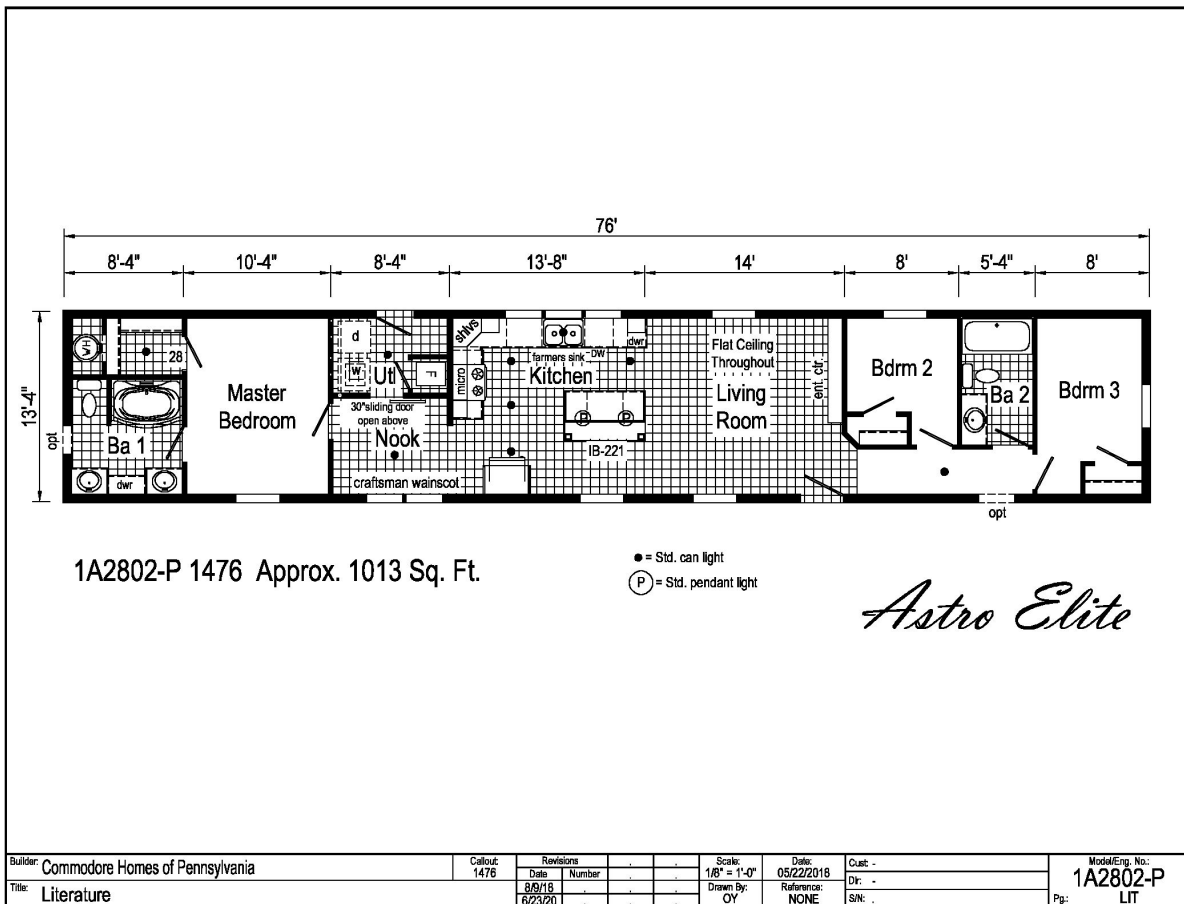 76'
8'-4" 10'-4" 8'-4" 13'-8" 14' 8' 5'-4" 8'
13'-4"
opt
WH
28
Ba 1
dwr
Master
Bedroom
d
w
Utl
F
30"sliding door
open above
Nook
craftsman wainscot
shlvs
micro
farmers sink
DW
dwr
Kitchen
P P
IB-221
Flat Ceiling
Throughout
Living
Room
ent. ctr.
Bdrm 2
Ba 2
Bdrm 3
opt
1A2802-P 1476 Approx. 1013 Sq. Ft.
● = Std. can light
P = Std. pendant light
Astro Elite
Builder: Commodore Homes of Pennsylvania
Title: Literature
Callout:
1476
Revisions
Date Number
8/9/18
6/23/20
Scale:
1/8" = 1'-0"
Drawn By:
OY
Date:
05/22/2018
Reference:
NONE
Cust: -
Dlr: -
S/N: .
Model/Eng. No.:
1A2802-P
Pg.: LIT